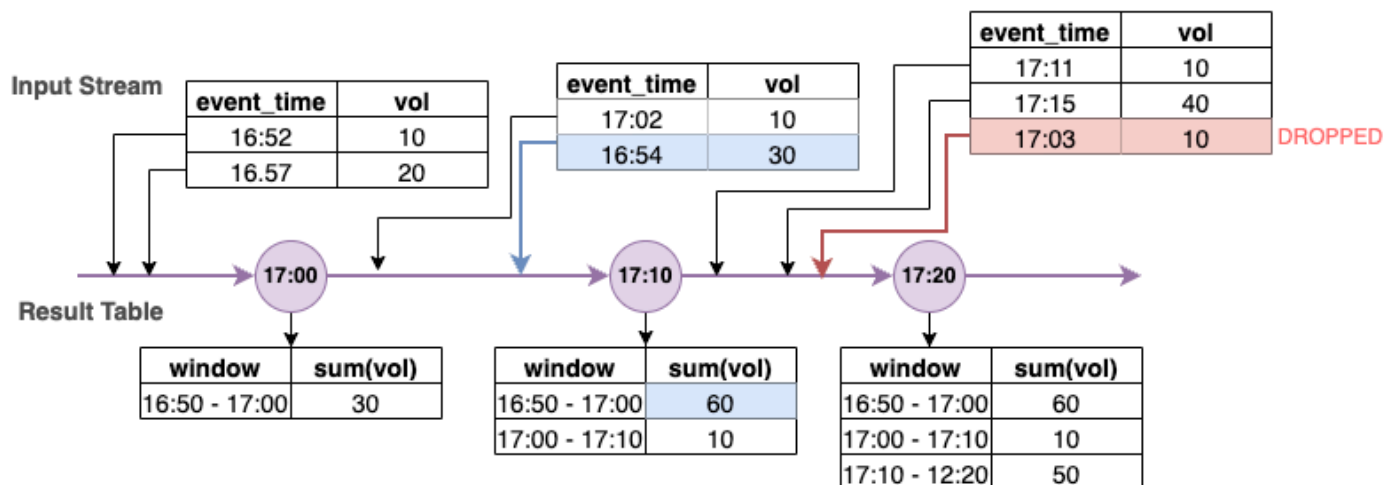 Input Stream
event_time vol
16:52 10
16.57 20
event_time vol
17:02 10
16:54 30
event_time vol
17:11 10
17:15 40
17:03 10 DROPPED
17:00 17:10 17:20
Result Table
window sum(vol)
16:50 - 17:00 30
window sum(vol)
16:50 - 17:00 60
17:00 - 17:10 10
window sum(vol)
16:50 - 17:00 60
17:00 - 17:10 10
17:10 - 12:20 50